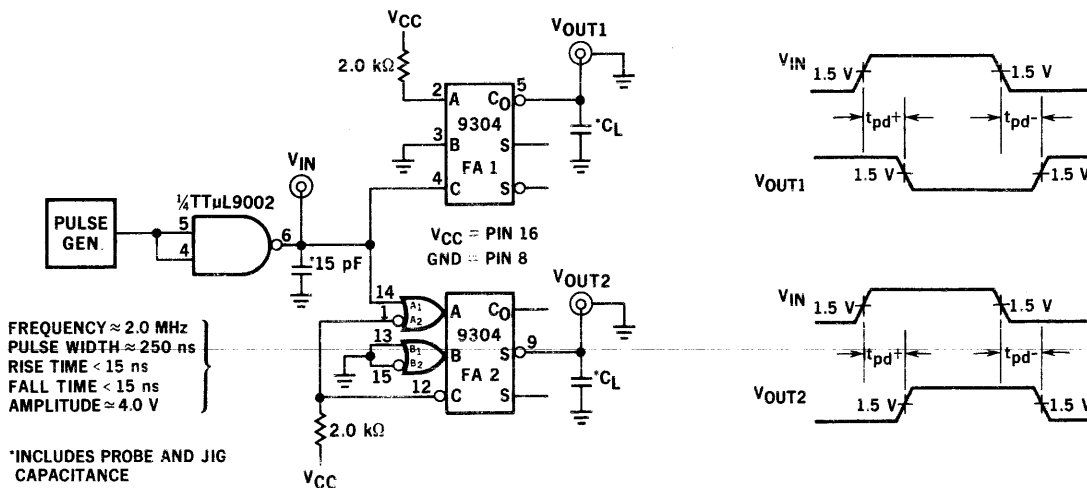 VCC
2.0 kΩ
VOUT1
2
A
CO
5
*CL
9304
3
B
S
FA 1
4
C
S
VIN
¼TTμL9002
PULSE
GEN.
5
4
6
*15 pF
VCC = PIN 16
GND = PIN 8
VOUT2
14
A1
1
A2
A
CO
9304
13
B1
B2
15
B
S
9
*CL
FA 2
12
C
S
2.0 kΩ
VCC
FREQUENCY ≈ 2.0 MHz
PULSE WIDTH ≈ 250 ns
RISE TIME < 15 ns
FALL TIME < 15 ns
AMPLITUDE ≈ 4.0 V
*INCLUDES PROBE AND JIG
CAPACITANCE
VIN
1.5 V
1.5 V
tpd+
tpd-
VOUT1
1.5 V
1.5 V
VIN
1.5 V
1.5 V
tpd+
tpd-
VOUT2
1.5 V
1.5 V